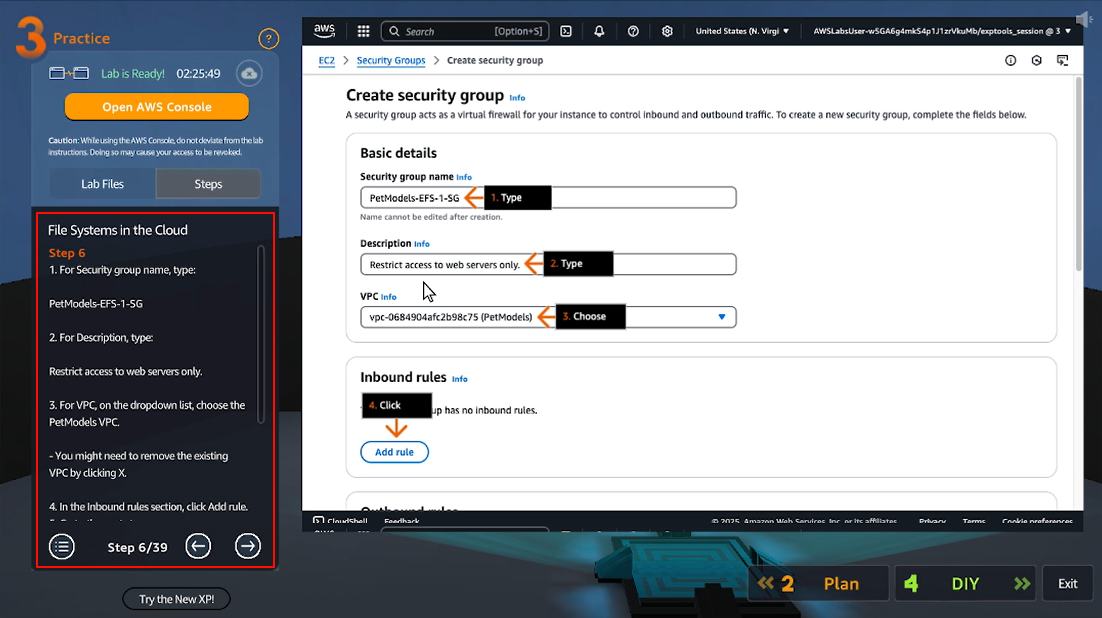 3 Practice
?
Lab is Ready! 02:25:49
Open AWS Console
Caution: While using the AWS Console, do not deviate from the lab
instructions. Doing so may cause your access to be revoked.
Lab Files
Steps
File Systems in the Cloud
Step 6
1. For Security group name, type:
PetModels-EFS-1-SG
2. For Description, type:
Restrict access to web servers only.
3. For VPC, on the dropdown list, choose the
PetModels VPC.
- You might need to remove the existing
VPC by clicking X.
4. In the Inbound rules section, click Add rule.
Step 6/39
Try the New XP!
aws
Search [Option+S]
United States (N. Virgi
AWSLabsUser-w5GA6g4mkS4p1J1zrVkuMb/exptools_session @ 3
EC2 > Security Groups > Create security group
Create security group Info
A security group acts as a virtual firewall for your instance to control inbound and outbound traffic. To create a new security group, complete the fields below.
Basic details
Security group name Info
PetModels-EFS-1-SG
1. Type
Name cannot be edited after creation.
Description Info
Restrict access to web servers only.
2. Type
VPC Info
vpc-0684904afc2b98c75 (PetModels)
3. Choose
Inbound rules Info
4. Click
up has no inbound rules.
Add rule
Outbound rules
CloudShell Feedback © 2025, Amazon Web Services, Inc. or its affiliates. Privacy Terms Cookie preferences
2 Plan
4 DIY
Exit